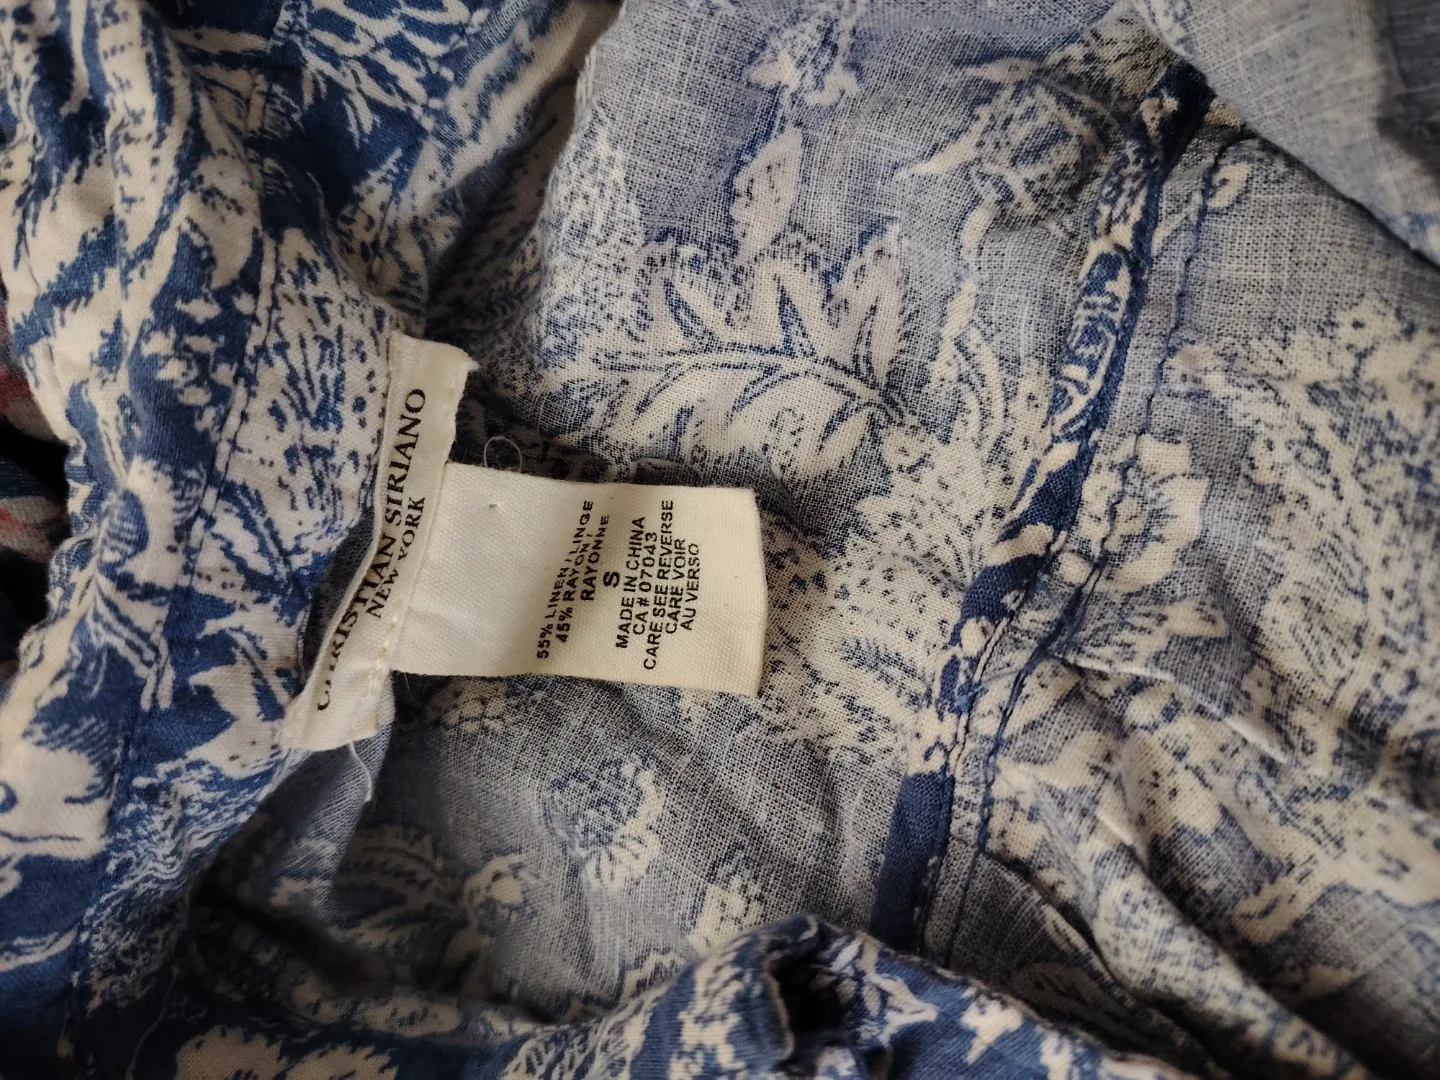 CHRISTIAN SIRIANO
NEW YORK
55% LINEN / LINGE
45% RAYON
RAYONNE
S
MADE IN CHINA
CA # 07043
CARE SEE REVERSE
CARE VOIR
AU VERSO